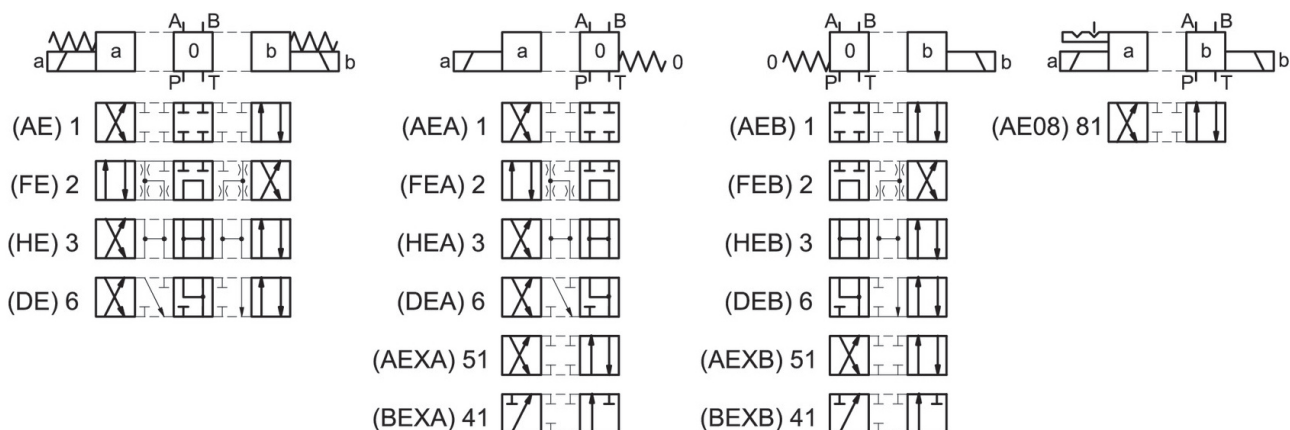 A B
a a 0 b b
P T
(AE) 1
(FE) 2
(HE) 3
(DE) 6
A B
a a 0 0
P T
(AEA) 1
(FEA) 2
(HEA) 3
(DEA) 6
(AEXA) 51
(BEXA) 41
A B
0 0 b b
P T
(AEB) 1
(FEB) 2
(HEB) 3
(DEB) 6
(AEXB) 51
(BEXB) 41
A B
a a b b
P T
(AE08) 81